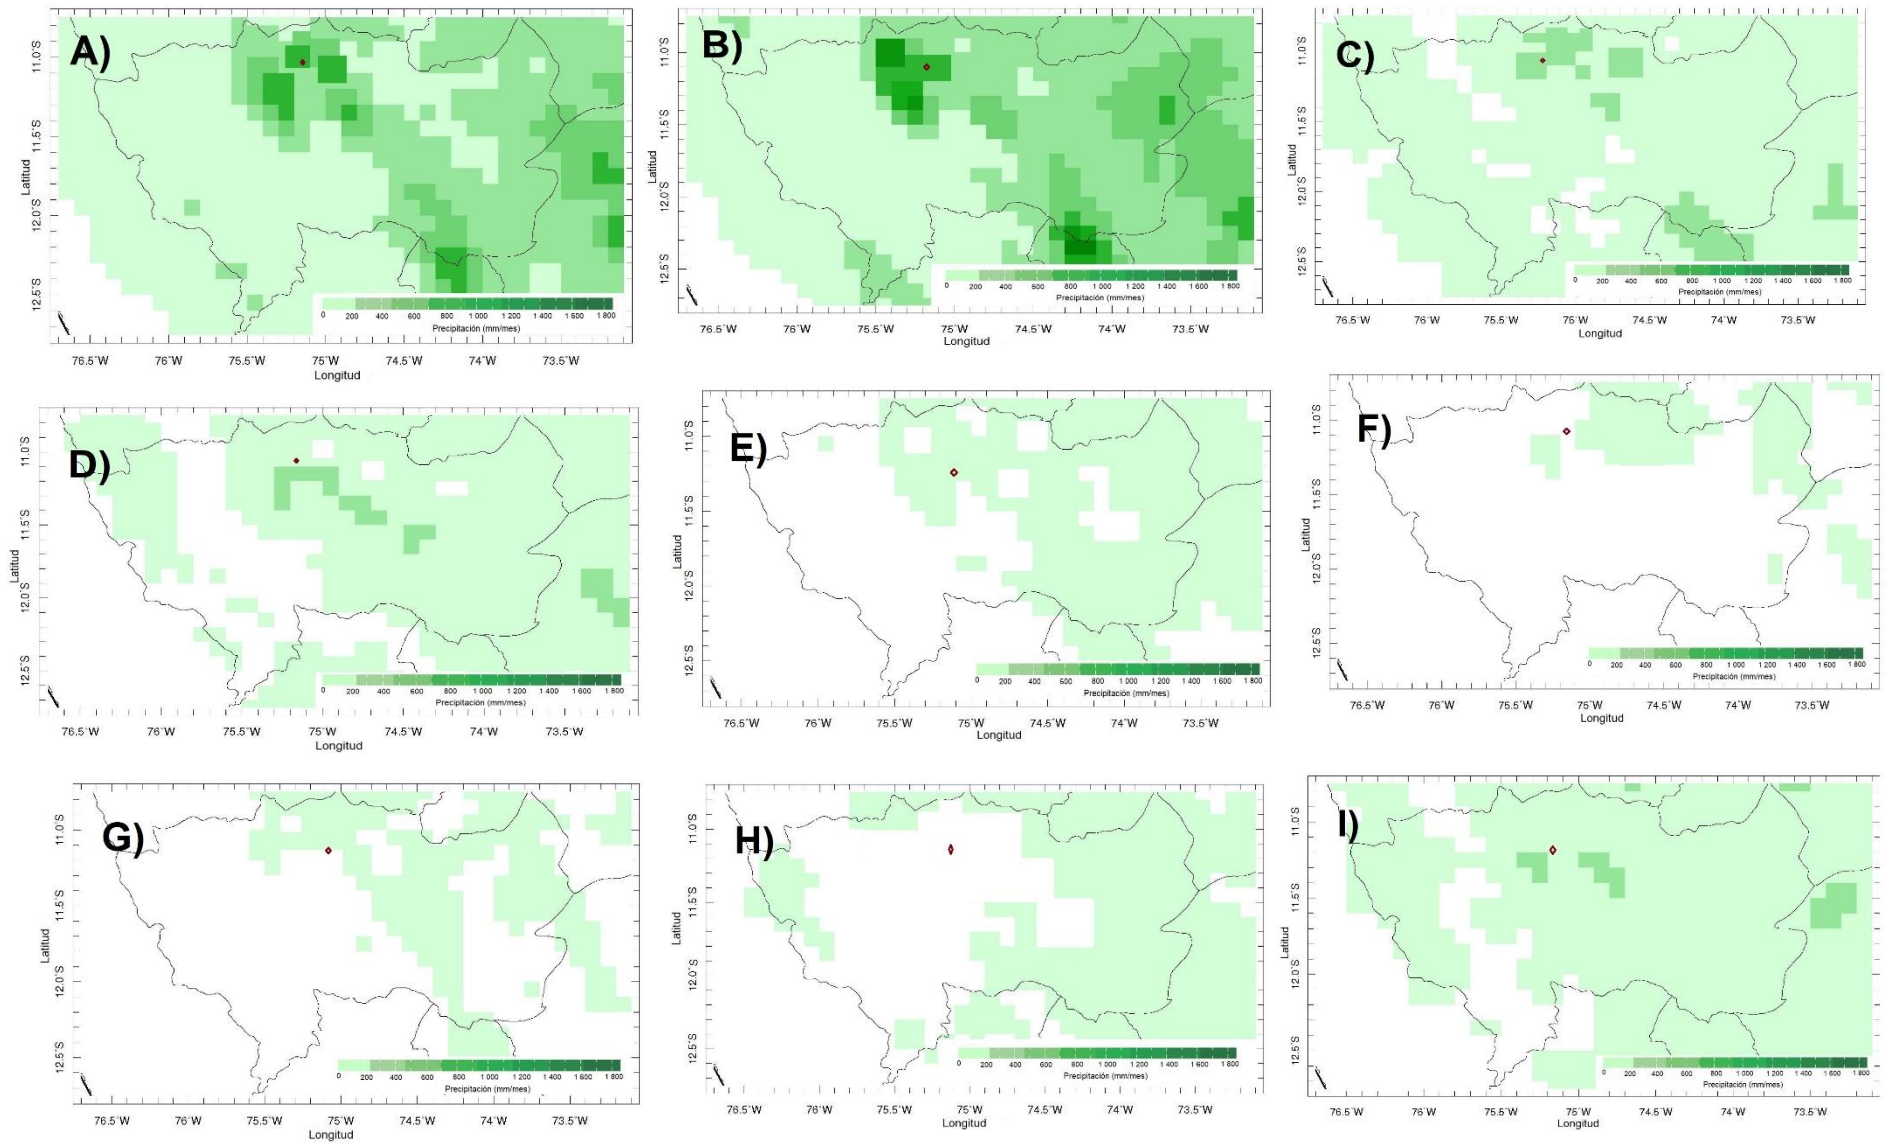 A)
11.0°S
11.5°S
12.0°S
12.5°S
Latitud
0 200 400 600 800 1 000 1 200 1 400 1 600 1 800
Precipitación (mm/mes)
76.5°W 76°W 75.5°W 75°W 74.5°W 74°W 73.5°W
Longitud
B)
11.0°S
11.5°S
12.0°S
12.5°S
Latitud
0 200 400 600 800 1 000 1 200 1 400 1 600 1 800
Precipitación (mm/mes)
76.5°W 76°W 75.5°W 75°W 74.5°W 74°W 73.5°W
Longitud
C)
11.0°S
11.5°S
12.0°S
12.5°S
Latitud
0 200 400 600 800 1 000 1 200 1 400 1 600 1 800
Precipitación (mm/mes)
76.5°W 76°W 75.5°W 75°W 74.5°W 74°W 73.5°W
Longitud
D)
11.0°S
11.5°S
12.0°S
12.5°S
Latitud
0 200 400 600 800 1 000 1 200 1 400 1 600 1 800
Precipitación (mm/mes)
76.5°W 76°W 75.5°W 75°W 74.5°W 74°W 73.5°W
Longitud
E)
11.0°S
11.5°S
12.0°S
12.5°S
Latitud
0 200 400 600 800 1 000 1 200 1 400 1 600 1 800
Precipitación (mm/mes)
76.5°W 76°W 75.5°W 75°W 74.5°W 74°W 73.5°W
Longitud
F)
11.0°S
11.5°S
12.0°S
12.5°S
Latitud
0 200 400 600 800 1 000 1 200 1 400 1 600 1 800
Precipitación (mm/mes)
76.5°W 76°W 75.5°W 75°W 74.5°W 74°W 73.5°W
Longitud
G)
11.0°S
11.5°S
12.0°S
12.5°S
Latitud
0 200 400 600 800 1 000 1 200 1 400 1 600 1 800
Precipitación (mm/mes)
76.5°W 76°W 75.5°W 75°W 74.5°W 74°W 73.5°W
Longitud
H)
11.0°S
11.5°S
12.0°S
12.5°S
Latitud
0 200 400 600 800 1 000 1 200 1 400 1 600 1 800
Precipitación (mm/mes)
76.5°W 76°W 75.5°W 75°W 74.5°W 74°W 73.5°W
Longitud
I)
11.0°S
11.5°S
12.0°S
12.5°S
Latitud
0 200 400 600 800 1 000 1 200 1 400 1 600 1 800
Precipitación (mm/mes)
76.5°W 76°W 75.5°W 75°W 74.5°W 74°W 73.5°W
Longitud